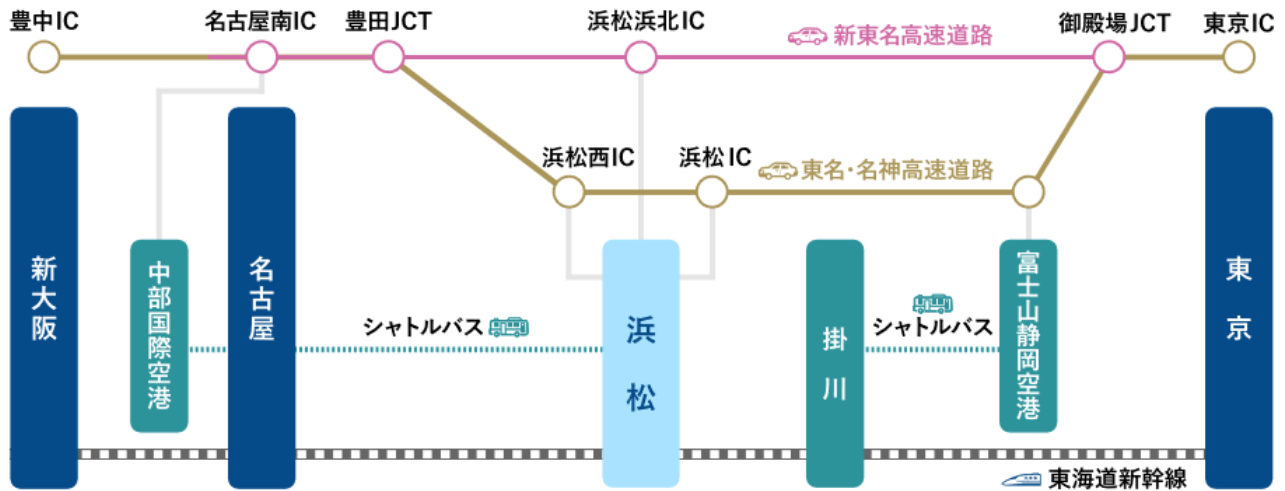 豊中IC
名古屋南IC
豊田JCT
浜松浜北IC
新東名高速道路
御殿場JCT
東京IC
浜松西IC
浜松IC
東名・名神高速道路
新大阪
中部国際空港
名古屋
シャトルバス
浜松
掛川
シャトルバス
富士山静岡空港
東京
東海道新幹線